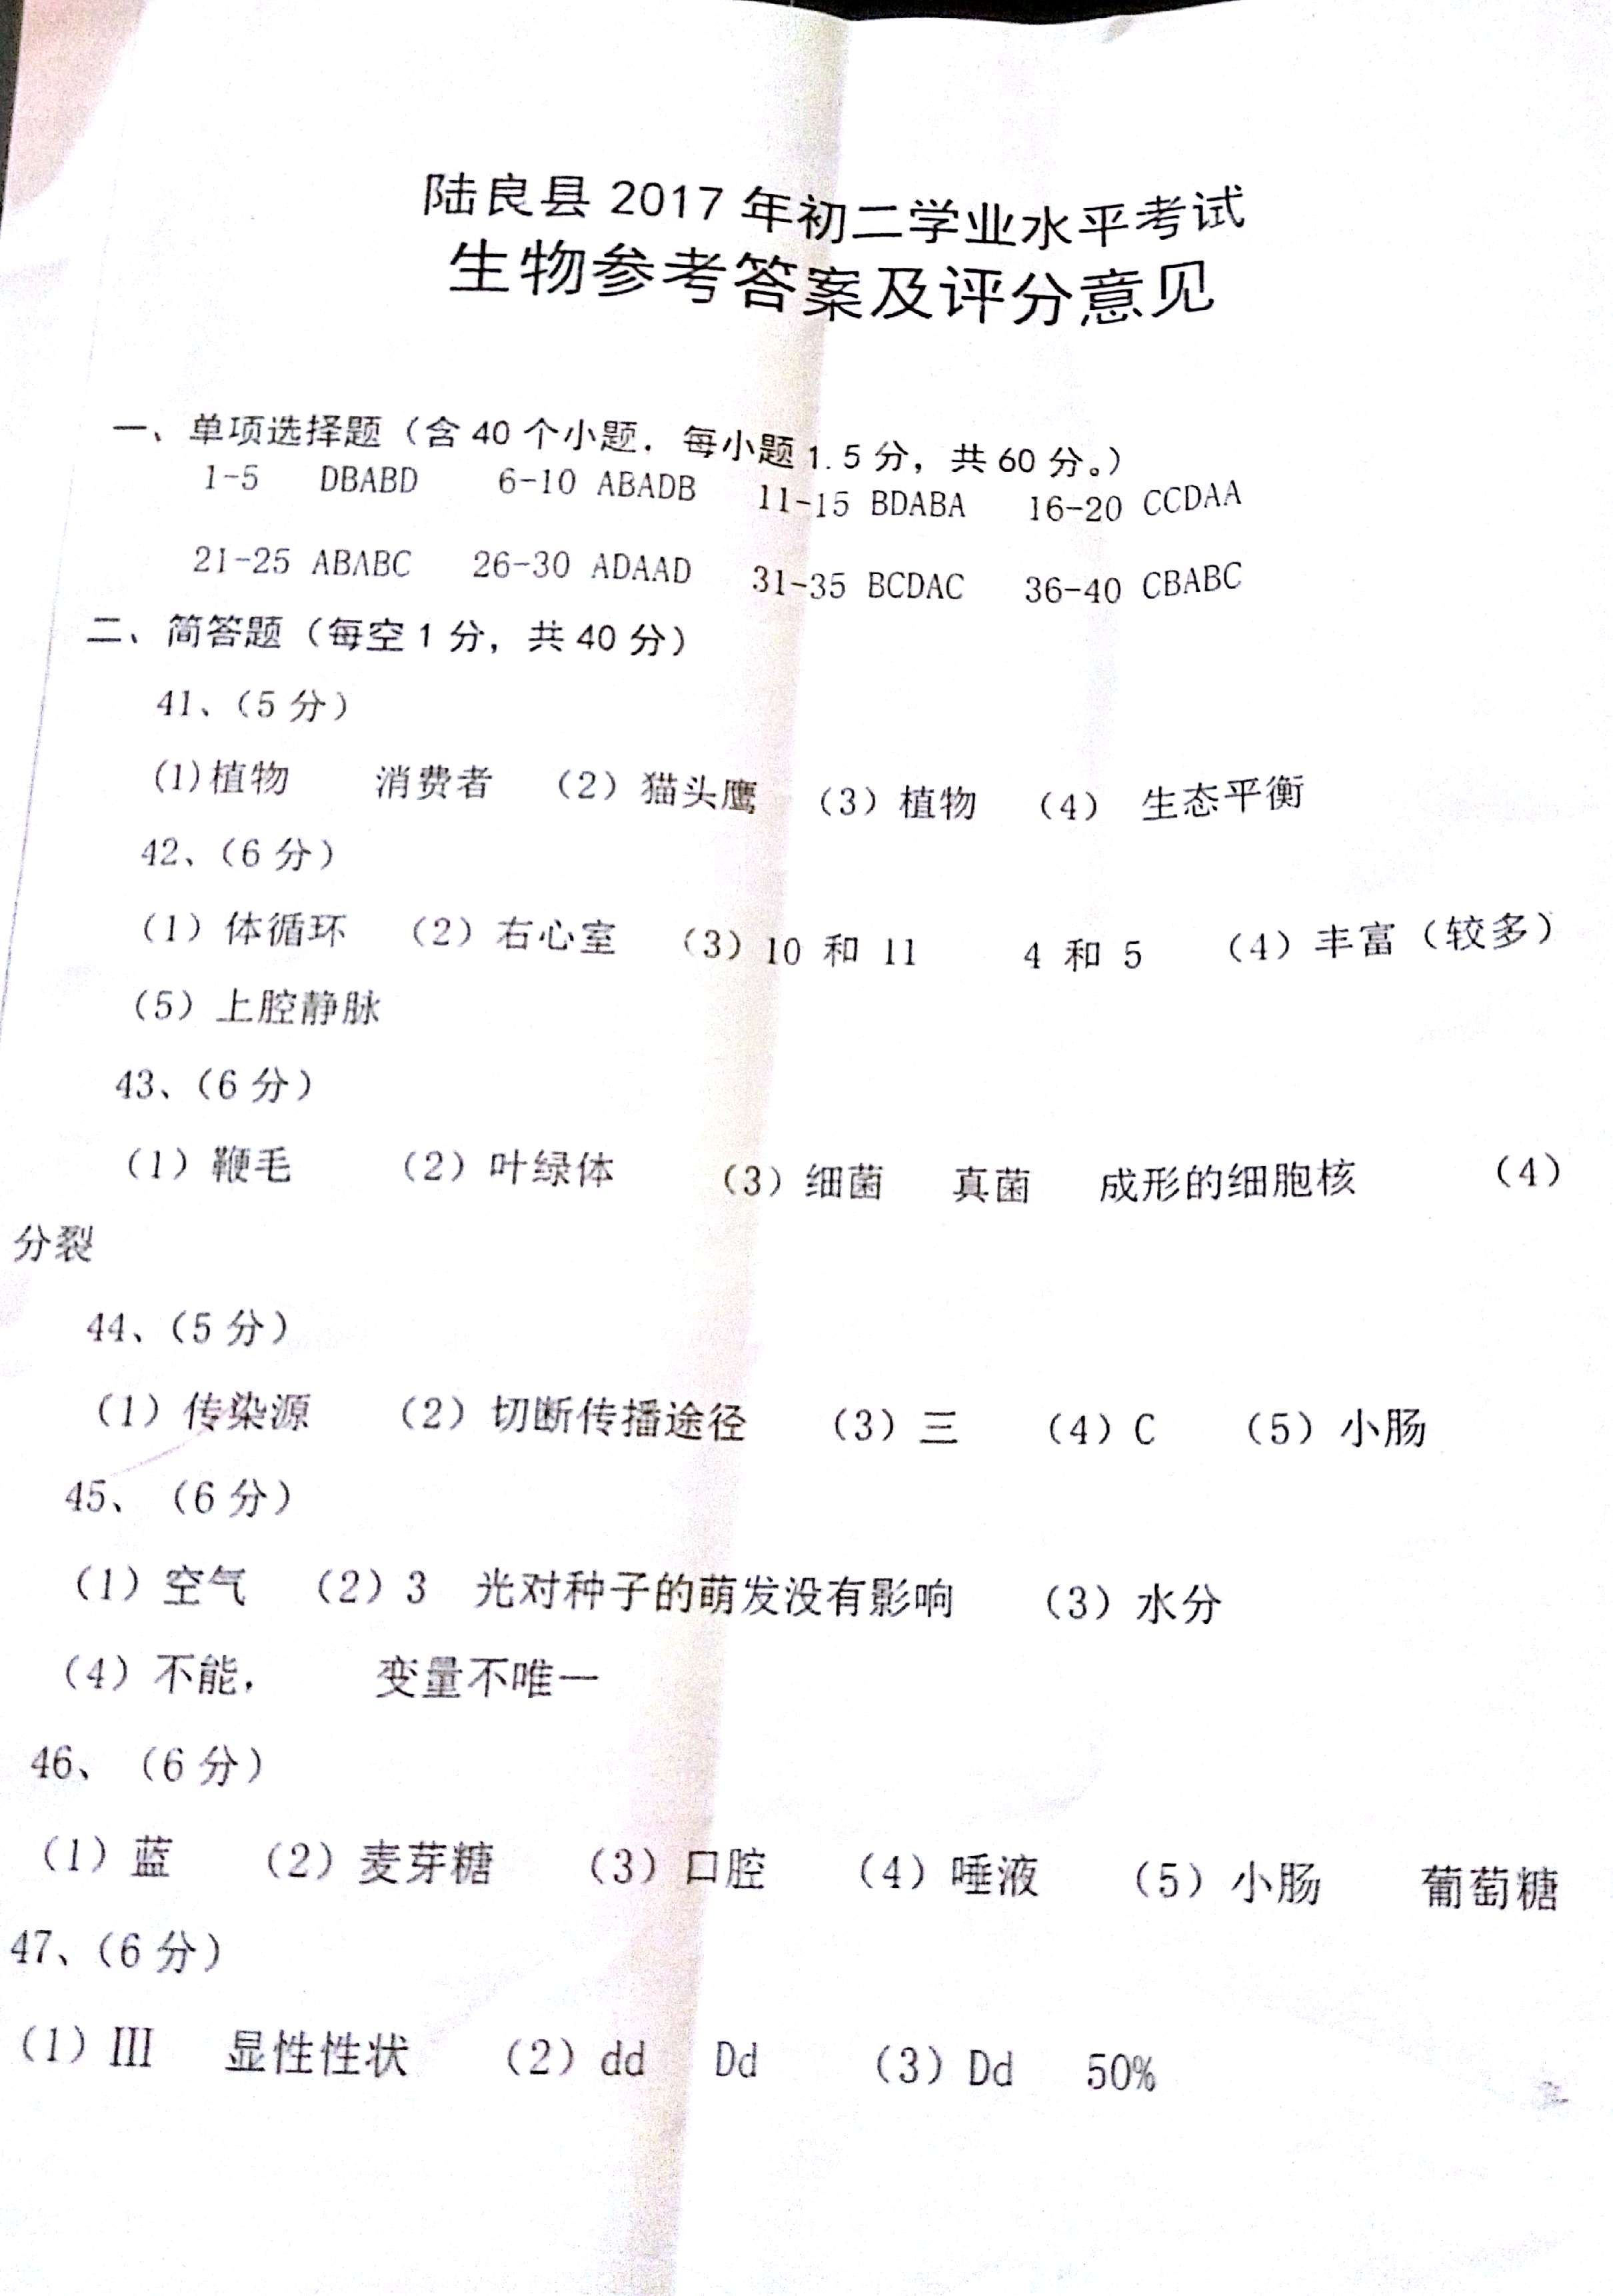 陆良县 2017 年初二学业水平考试
生物参考答案及评分意见
一、单项选择题（含 40 个小题．每小题 1.5 分，共 60 分。）
1-5 DBABD 6-10 ABADB 11-15 BDABA 16-20 CCDAA
21-25 ABABC 26-30 ADAAD 31-35 BCDAC 36-40 CBABC
二、简答题（每空 1 分，共 40 分）
41、（5 分）
(1)植物 消费者 （2）猫头鹰 （3）植物 （4） 生态平衡
42、（6 分）
（1）体循环 （2）右心室 （3）10 和 11 4 和 5 （4）丰富（较多）
（5）上腔静脉
43、（6 分）
（1）鞭毛 （2）叶绿体 （3）细菌 真菌 成形的细胞核 （4）
分裂
44、（5 分）
（1）传染源 （2）切断传播途径 （3）三 （4）C （5）小肠
45、（6 分）
（1）空气 （2）3 光对种子的萌发没有影响 （3）水分
（4）不能， 变量不唯一
46、（6 分）
（1）蓝 （2）麦芽糖 （3）口腔 （4）唾液 （5）小肠 葡萄糖
47、（6 分）
（1）III 显性性状 （2）dd Dd （3）Dd 50%